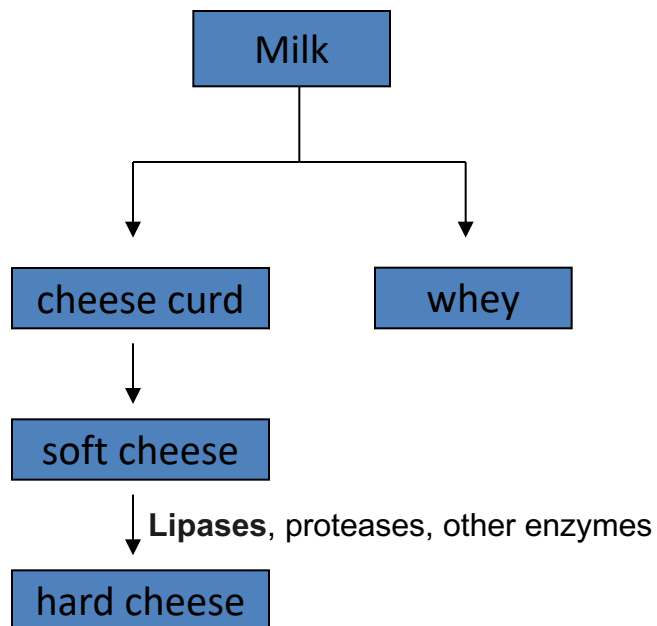 Milk
cheese curd
whey
soft cheese
Lipases, proteases, other enzymes
hard cheese